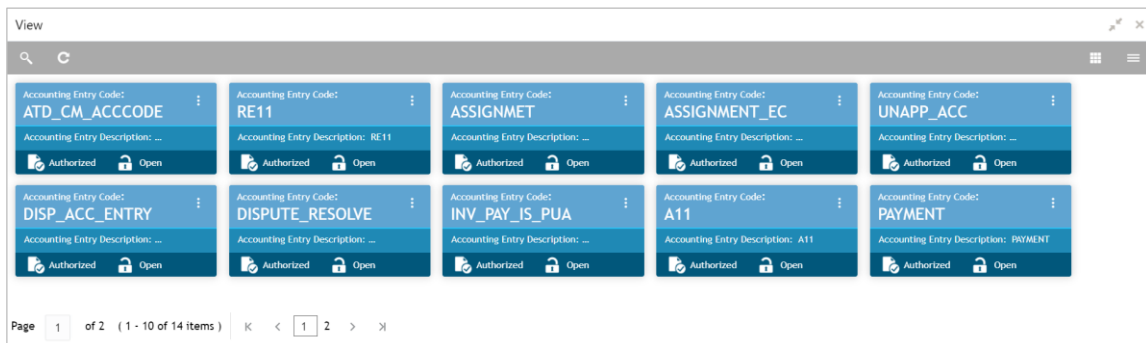 View
Accounting Entry Code:
ATD_CM_ACCCODE
Accounting Entry Description: ...
Authorized Open
Accounting Entry Code:
RE11
Accounting Entry Description: RE11
Authorized Open
Accounting Entry Code:
ASSIGNMET
Accounting Entry Description: ...
Authorized Open
Accounting Entry Code:
ASSIGNMENT_EC
Accounting Entry Description: ...
Authorized Open
Accounting Entry Code:
UNAPP_ACC
Accounting Entry Description: ...
Authorized Open
Accounting Entry Code:
DISP_ACC_ENTRY
Accounting Entry Description: ...
Authorized Open
Accounting Entry Code:
DISPUTE_RESOLVE
Accounting Entry Description: ...
Authorized Open
Accounting Entry Code:
INV_PAY_IS_PUA
Accounting Entry Description: ...
Authorized Open
Accounting Entry Code:
A11
Accounting Entry Description: A11
Authorized Open
Accounting Entry Code:
PAYMENT
Accounting Entry Description: PAYMENT
Authorized Open
Page 1 of 2 ( 1 - 10 of 14 items ) 1 2